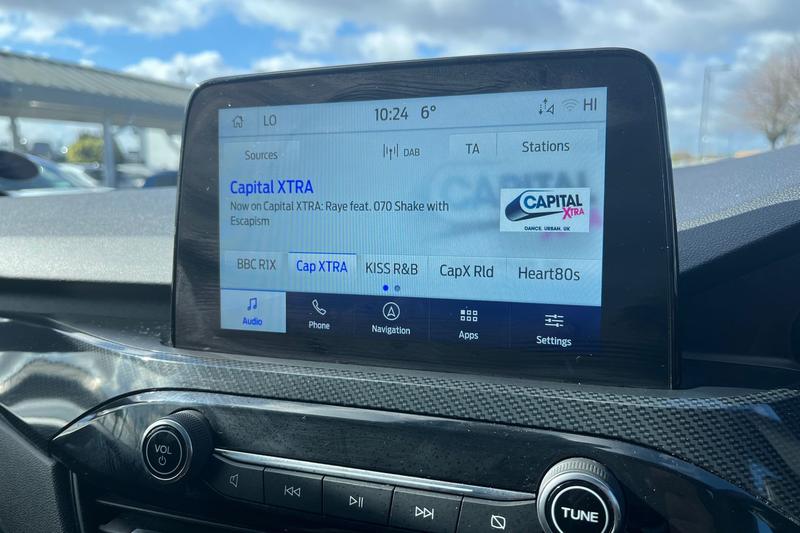 LO 10:24 6° HI
Sources DAB TA Stations
Capital XTRA
Now on Capital XTRA: Raye feat. 070 Shake with
Escapism
CAPITAL
XTRA
DANCE. URBAN. UK
BBC R1X Cap XTRA KISS R&B CapX Rld Heart80s
Audio Phone Navigation Apps Settings
VOL
TUNE